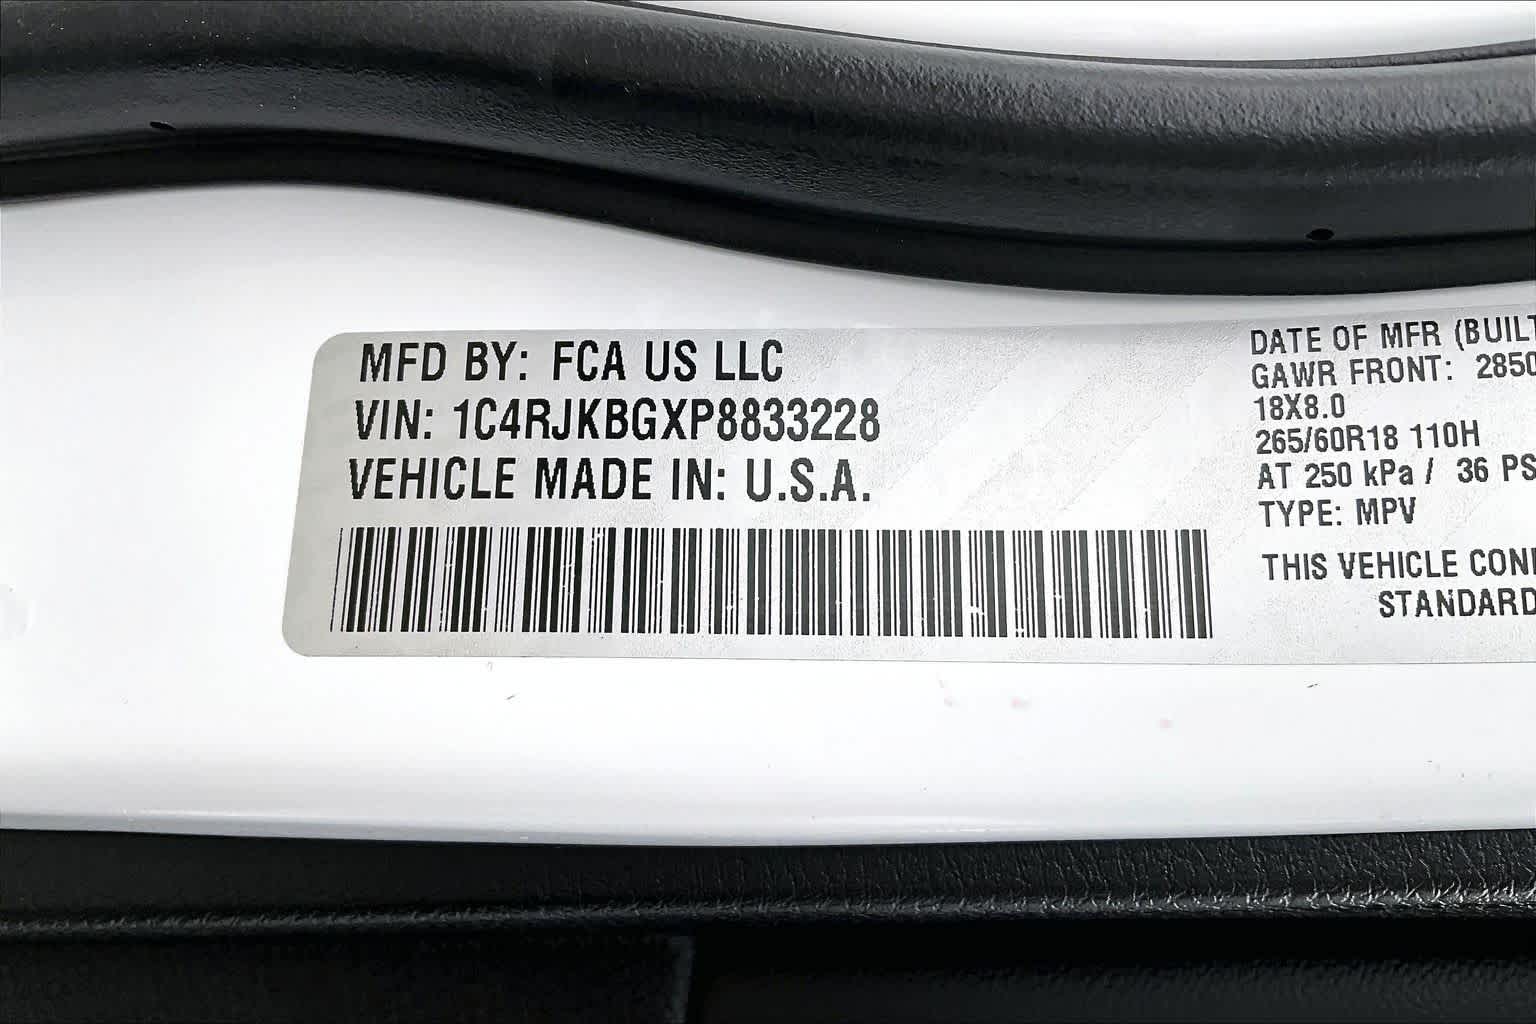 MFD BY: FCA US LLC
VIN: 1C4RJKBGXP8833228
VEHICLE MADE IN: U.S.A.
DATE OF MFR (BUILT
GAWR FRONT: 2850
18X8.0
265/60R18 110H
AT 250 kPa / 36 PS
TYPE: MPV
THIS VEHICLE CON
STANDARD